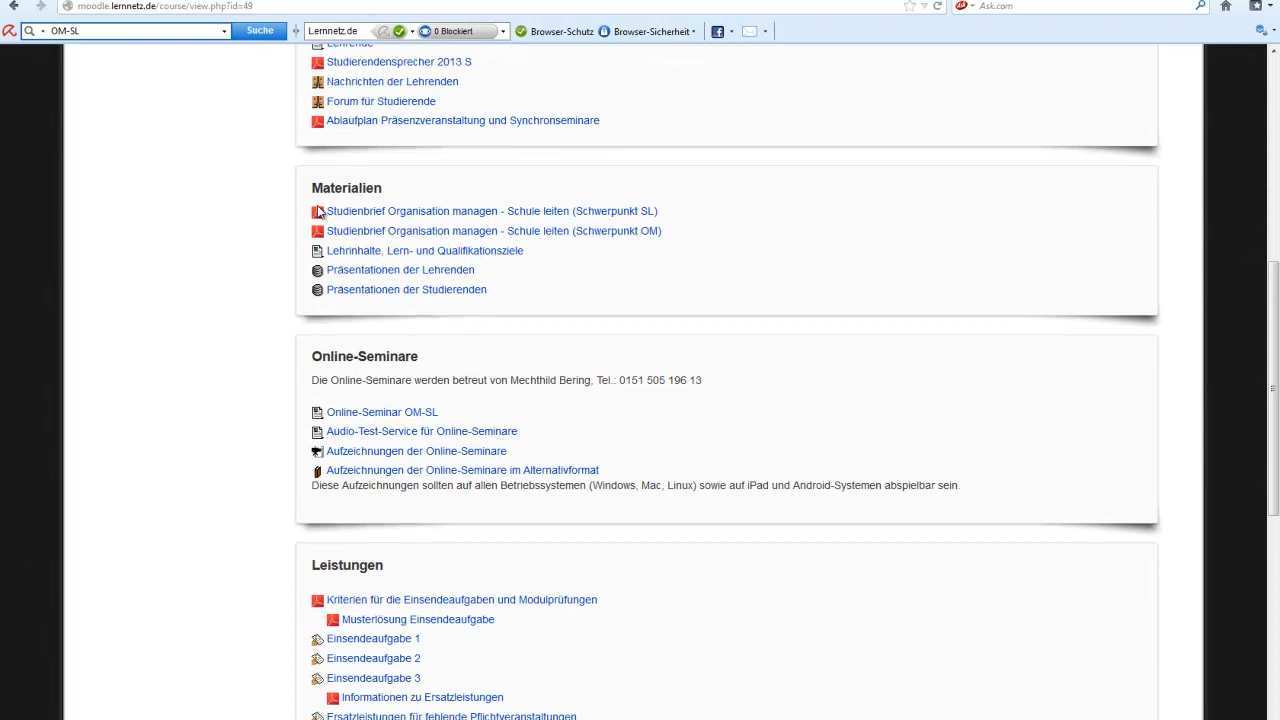 moodle.lernnetz.de/course/view.php?id=49
Ask.com
OM-SL
Suche
Lernnetz.de
0 Blockiert
Browser-Schutz
Browser-Sicherheit
Lehrende
Studierendensprecher 2013 S
Nachrichten der Lehrenden
Forum für Studierende
Ablaufplan Präsenzveranstaltung und Synchronseminare
Materialien
Studienbrief Organisation managen - Schule leiten (Schwerpunkt SL)
Studienbrief Organisation managen - Schule leiten (Schwerpunkt OM)
Lehrinhalte, Lern- und Qualifikationsziele
Präsentationen der Lehrenden
Präsentationen der Studierenden
Online-Seminare
Die Online-Seminare werden betreut von Mechthild Bering, Tel.: 0151 505 196 13
Online-Seminar OM-SL
Audio-Test-Service für Online-Seminare
Aufzeichnungen der Online-Seminare
Aufzeichnungen der Online-Seminare im Alternativformat
Diese Aufzeichnungen sollten auf allen Betriebssystemen (Windows, Mac, Linux) sowie auf iPad und Android-Systemen abspielbar sein.
Leistungen
Kriterien für die Einsendeaufgaben und Modulprüfungen
Musterlösung Einsendeaufgabe
Einsendeaufgabe 1
Einsendeaufgabe 2
Einsendeaufgabe 3
Informationen zu Ersatzleistungen
Ersatzleistungen für fehlende Pflichtveranstaltungen